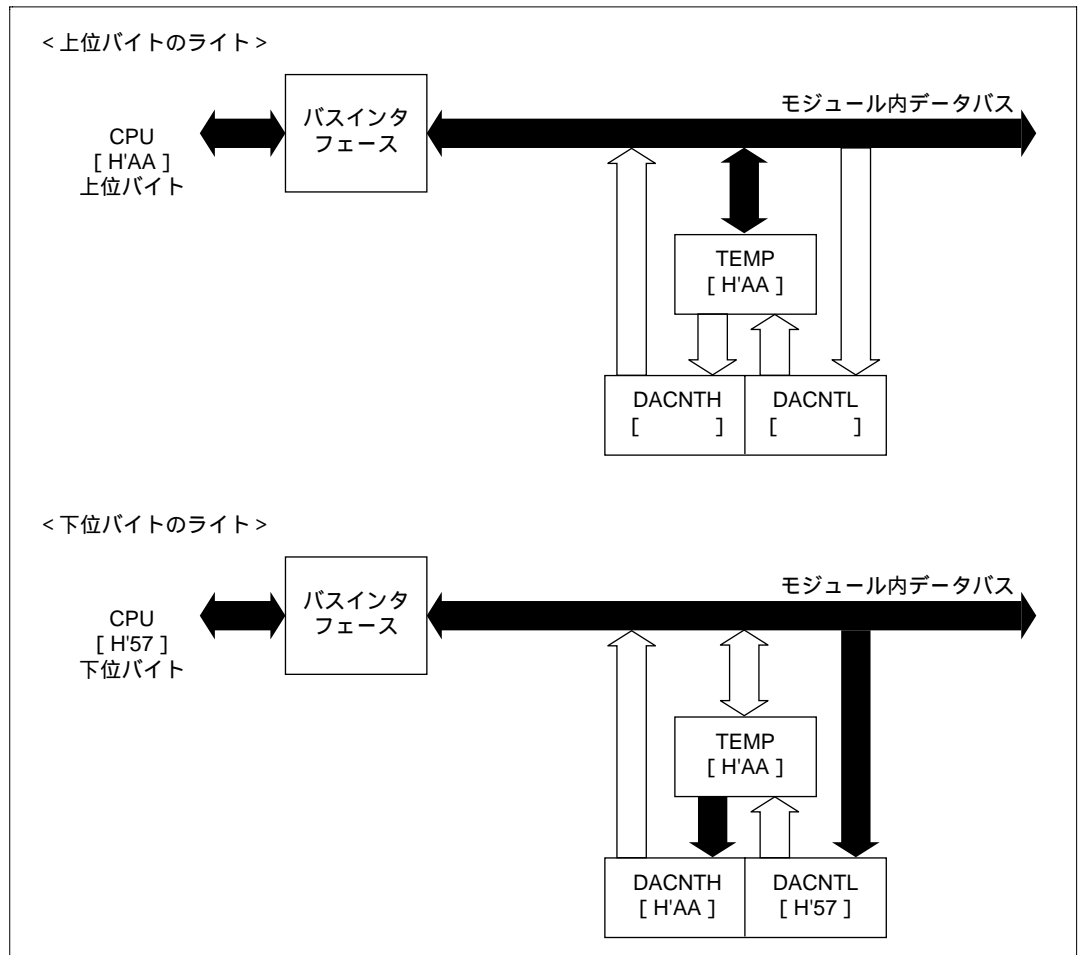 <上位バイトのライト>
CPU
[ H'AA ]
上位バイト
バスインタ
フェース
モジュール内データバス
TEMP
[ H'AA ]
DACNTH
[ ]
DACNTL
[ ]
<下位バイトのライト>
CPU
[ H'57 ]
下位バイト
バスインタ
フェース
モジュール内データバス
TEMP
[ H'AA ]
DACNTH
[ H'AA ]
DACNTL
[ H'57 ]